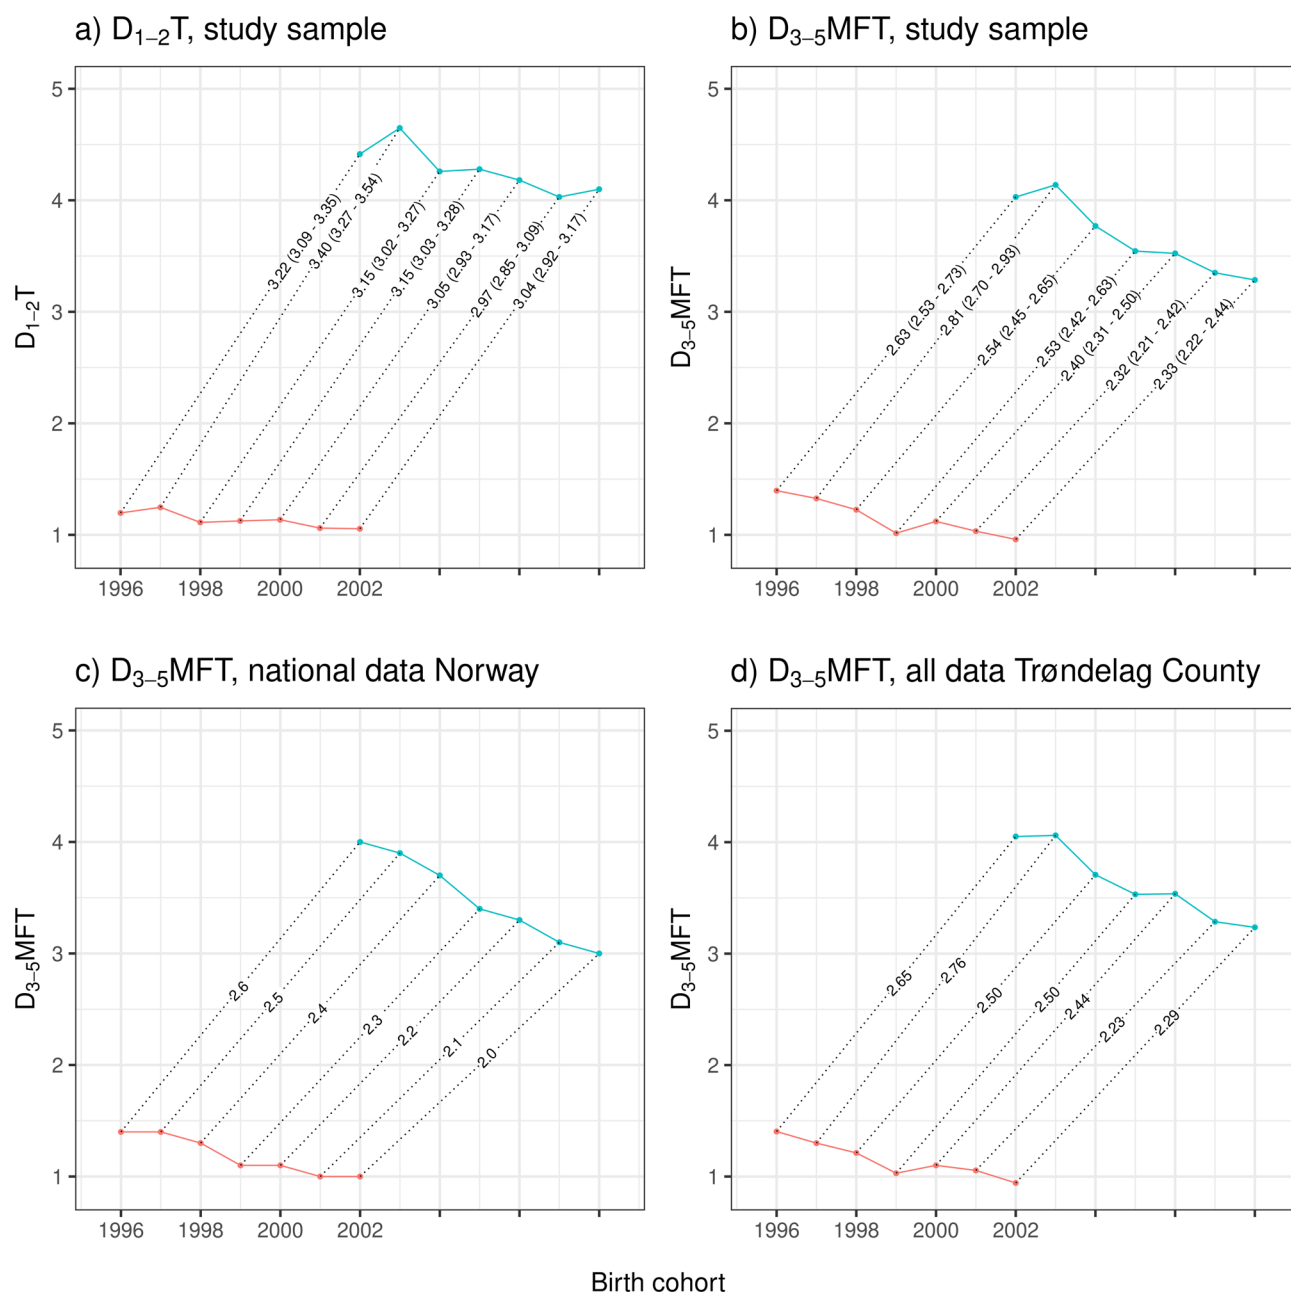 a) D1–2T, study sample
5
4
3
2
1
D1–2T
3.22 (3.09 - 3.35)
3.40 (3.27 - 3.54)
3.15 (3.02 - 3.27)
3.15 (3.03 - 3.28)
3.05 (2.93 - 3.17)
2.97 (2.85 - 3.09)
3.04 (2.92 - 3.17)
1996 1998 2000 2002
b) D3–5MFT, study sample
5
4
3
2
1
D3–5MFT
2.63 (2.53 - 2.73)
2.81 (2.70 - 2.93)
2.54 (2.45 - 2.65)
2.53 (2.42 - 2.63)
2.40 (2.31 - 2.50)
2.32 (2.21 - 2.42)
2.33 (2.22 - 2.44)
1996 1998 2000 2002
c) D3–5MFT, national data Norway
5
4
3
2
1
D3–5MFT
2.6
2.5
2.4
2.3
2.2
2.1
2.0
1996 1998 2000 2002
d) D3–5MFT, all data Trøndelag County
5
4
3
2
1
D3–5MFT
2.65
2.76
2.50
2.50
2.44
2.23
2.29
1996 1998 2000 2002
Birth cohort